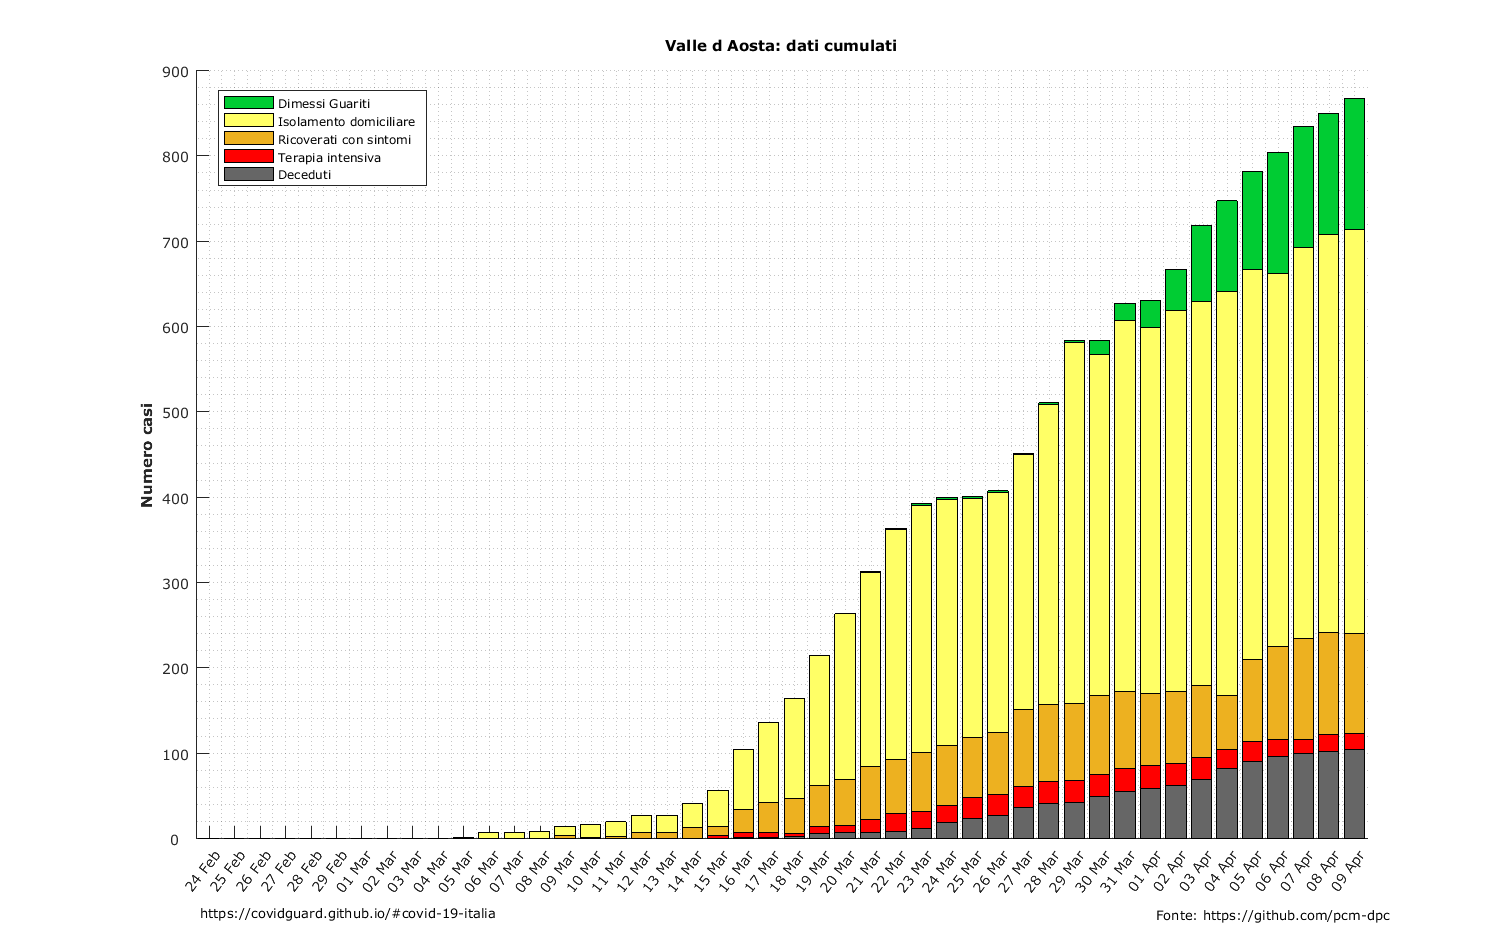 Valle d Aosta: dati cumulati
Numero casi
900
800
700
600
500
400
300
200
100
0
Dimessi Guariti
Isolamento domiciliare
Ricoverati con sintomi
Terapia intensiva
Deceduti
24 Feb
25 Feb
26 Feb
27 Feb
28 Feb
29 Feb
01 Mar
02 Mar
03 Mar
04 Mar
05 Mar
06 Mar
07 Mar
08 Mar
09 Mar
10 Mar
11 Mar
12 Mar
13 Mar
14 Mar
15 Mar
16 Mar
17 Mar
18 Mar
19 Mar
20 Mar
21 Mar
22 Mar
23 Mar
24 Mar
25 Mar
26 Mar
27 Mar
28 Mar
29 Mar
30 Mar
31 Mar
01 Apr
02 Apr
03 Apr
04 Apr
05 Apr
06 Apr
07 Apr
08 Apr
09 Apr
https://covidguard.github.io/#covid-19-italia
Fonte: https://github.com/pcm-dpc